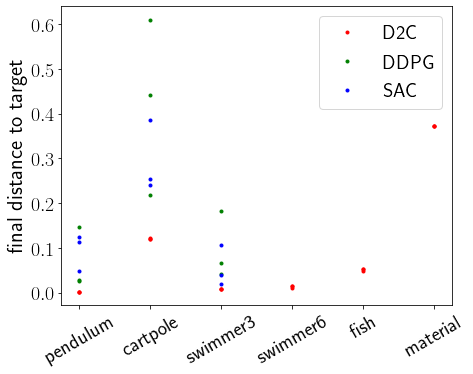 0.6
0.5
0.4
0.3
0.2
0.1
0.0
final distance to target
D2C
DDPG
SAC
pendulum
cartpole
swimmer3
swimmer6
fish
material